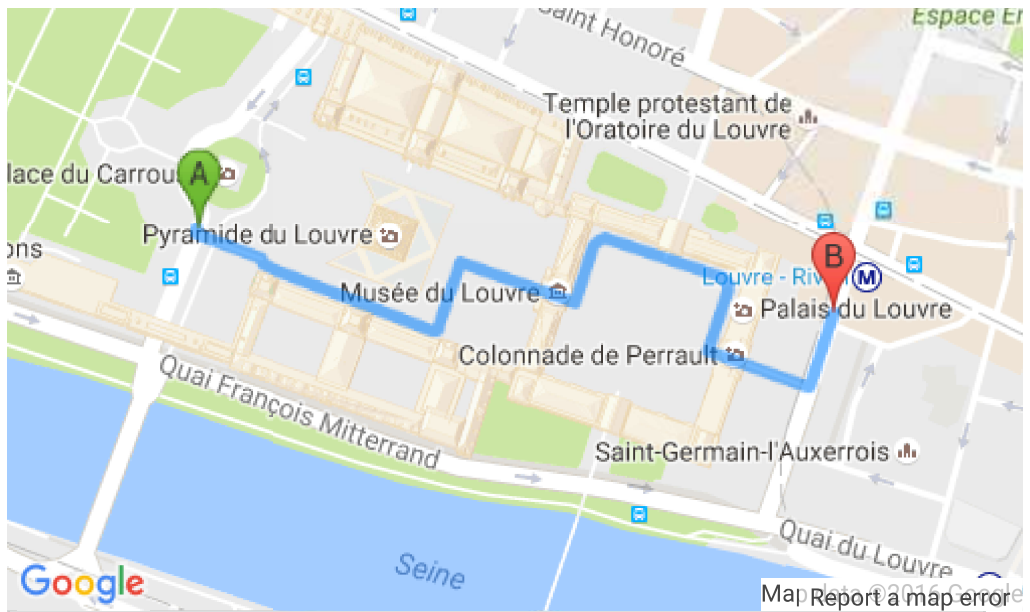 Saint Honoré
Espace
Temple protestant de
l'Oratoire du Louvre
lace du
A
Pyramide du Louvre
ons
B
Louvre -
M
Musée du Louvre
Palais du Louvre
Colonnade de Perrault
Quai François Mitterrand
Saint-Germain-l'Auxerrois
Quai du Louvre
Seine
Google
Map
©2016 Google
Report a map error